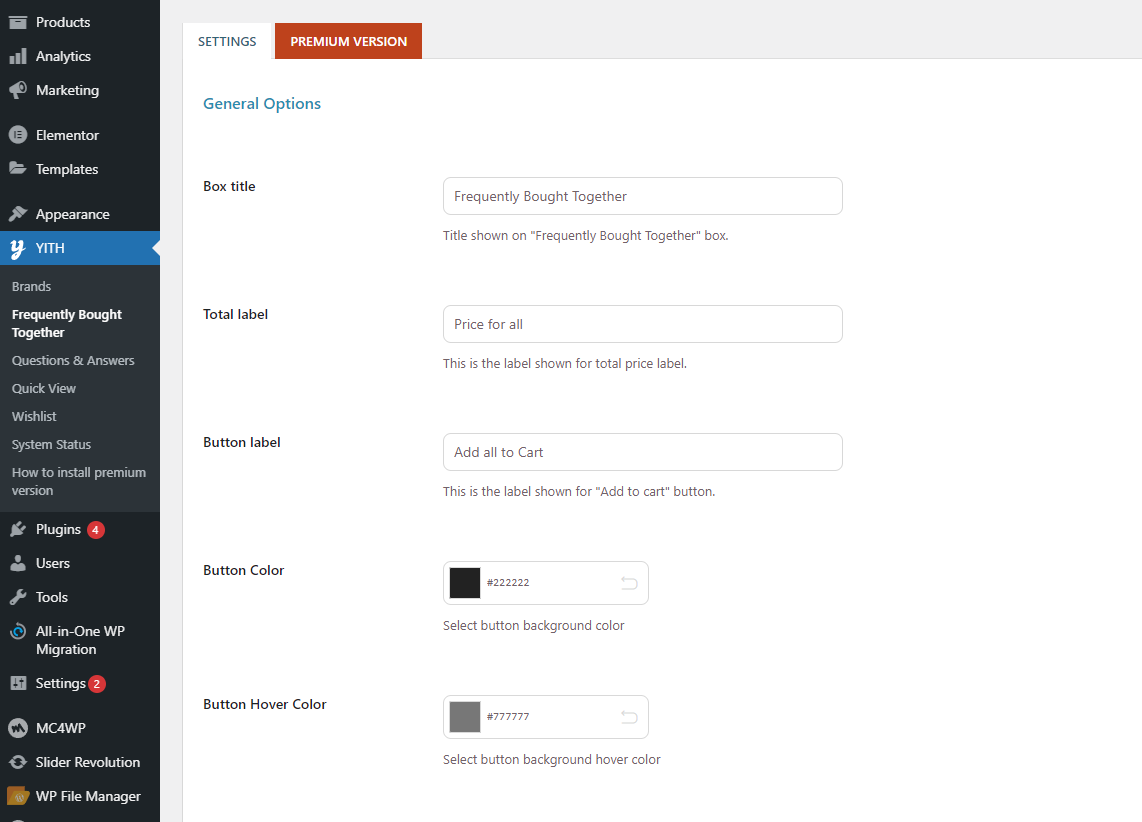 Products
Analytics
Marketing
Elementor
Templates
Appearance
YITH
Brands
Frequently Bought
Together
Questions & Answers
Quick View
Wishlist
System Status
How to install premium
version
Plugins 4
Users
Tools
All-in-One WP
Migration
Settings 2
MC4WP
Slider Revolution
WP File Manager
SETTINGS
PREMIUM VERSION
General Options
Box title
Frequently Bought Together
Title shown on "Frequently Bought Together" box.
Total label
Price for all
This is the label shown for total price label.
Button label
Add all to Cart
This is the label shown for "Add to cart" button.
Button Color
#222222
Select button background color
Button Hover Color
#777777
Select button background hover color